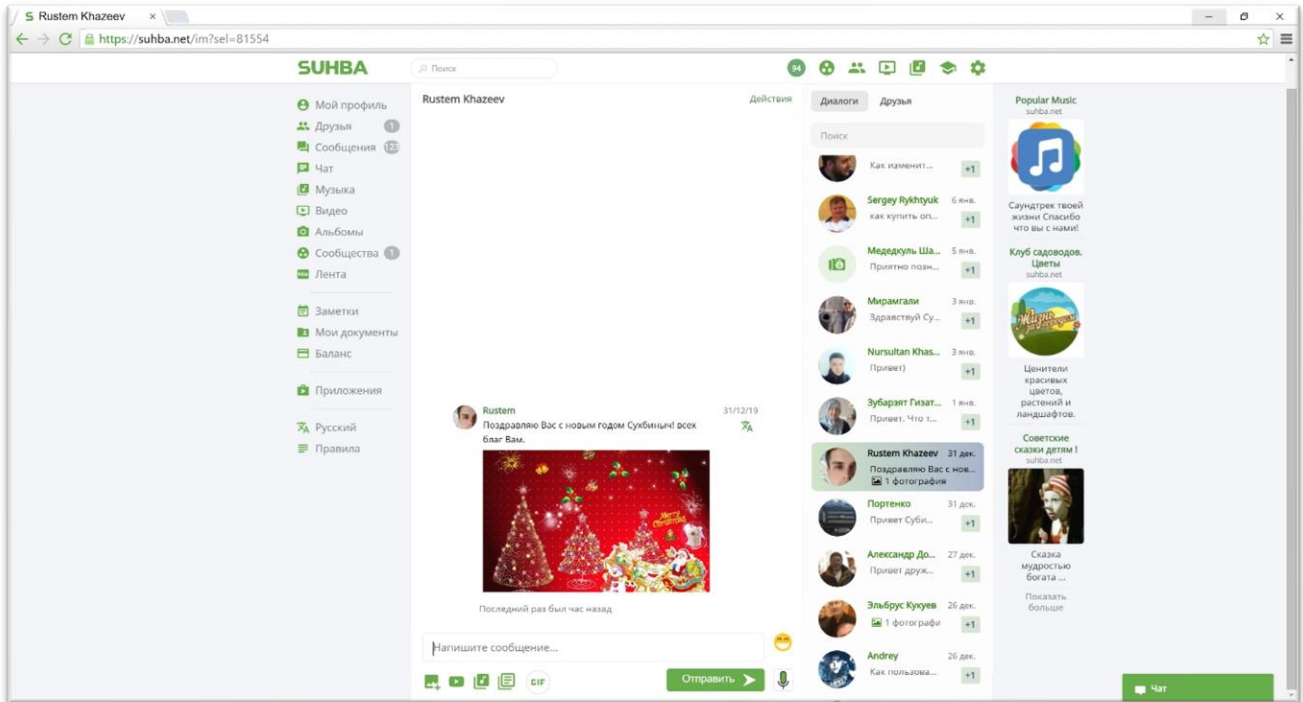 S Rustem Khazeev ×
https://suhba.net/im?sel=81554
SUHBA
Поиск
94
Мой профиль
Друзья 1
Сообщения 123
Чат
Музыка
Видео
Альбомы
Сообщества 1
Лента
Заметки
Мои документы
Баланс
Приложения
Русский
Правила
Rustem Khazeev
Действия
Rustem 31/12/19
Поздравляю Вас с новым годом Сухбиныч! всех
благ Вам.
Merry
Christmas
Последний раз был час назад
Напишите сообщение...
GIF
Отправить
Диалоги Друзья
Поиск
Как изменит... +1
Sergey Rykhtyuk 6 янв.
как купить оп... +1
Медедкуль Ша... 5 янв.
Приятно позн... +1
Мирамгали 3 янв.
Здравствуй Су... +1
Nursultan Khas... 3 янв.
Привет) +1
Зубарзят Гизат... 1 янв.
Привет. Что т... +1
Rustem Khazeev 31 дек.
Поздравляю Вас с нов...
1 фотография
Портенко 31 дек.
Привет Суби... +1
Александр До... 27 дек.
Привет друж... +1
Эльбрус Кукуев 26 дек.
1 фотографи +1
Andrey 26 дек.
Как пользова... +1
Popular Music
suhba.net
Саундтрек твоей
жизни Спасибо
что вы с нами!
Клуб садоводов.
Цветы
suhba.net
Жизнь
за городом
Ценители
красивых
цветов,
растений и
ландшафтов.
Советские
сказки детям !
suhba.net
Сказка
мудростью
богата ...
Показать
больше
Чат